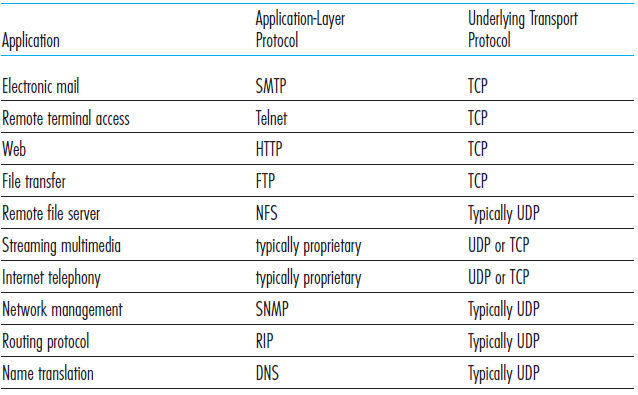 Application Application-Layer Protocol Underlying Transport Protocol
Electronic mail SMTP TCP
Remote terminal access Telnet TCP
Web HTTP TCP
File transfer FTP TCP
Remote file server NFS Typically UDP
Streaming multimedia typically proprietary UDP or TCP
Internet telephony typically proprietary UDP or TCP
Network management SNMP Typically UDP
Routing protocol RIP Typically UDP
Name translation DNS Typically UDP